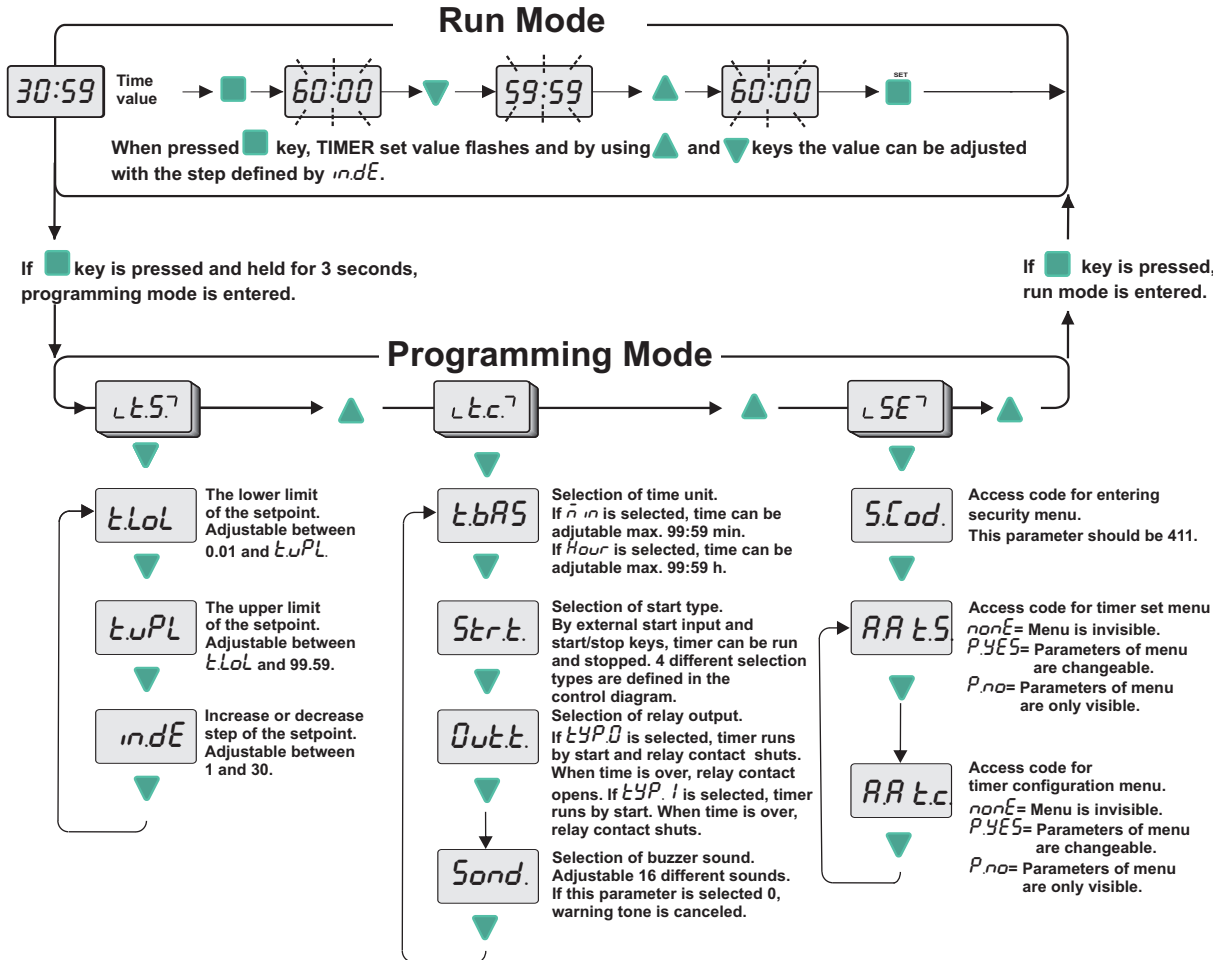 Run Mode
30:59
Time
value
60:00
59:59
60:00
SET
When pressed key, TIMER set value flashes and by using and keys the value can be adjusted
with the step defined by in.dE.
If key is pressed and held for 3 seconds,
programming mode is entered.
If key is pressed,
run mode is entered.
Programming Mode
t.S.
t.c.
SE
t.LoL
The lower limit
of the setpoint.
Adjustable between
0.01 and t.uPL.
t.uPL
The upper limit
of the setpoint.
Adjustable between
t.LoL and 99.59.
in.dE
Increase or decrease
step of the setpoint.
Adjustable between
1 and 30.
t.bAS
Selection of time unit.
If min is selected, time can be
adjutable max. 99:59 min.
If Hour is selected, time can be
adjutable max. 99:59 h.
Str.t.
Selection of start type.
By external start input and
start/stop keys, timer can be run
and stopped. 4 different selection
types are defined in the
control diagram.
Out.t.
Selection of relay output.
If tYP.0 is selected, timer runs
by start and relay contact shuts.
When time is over, relay contact
opens. If tYP.1 is selected, timer
runs by start. When time is over,
relay contact shuts.
Sond.
Selection of buzzer sound.
Adjustable 16 different sounds.
If this parameter is selected 0,
warning tone is canceled.
S.Cod.
Access code for entering
security menu.
This parameter should be 411.
A.A t.S.
Access code for timer set menu
nonE= Menu is invisible.
P.YES= Parameters of menu
are changeable.
P.no= Parameters of menu
are only visible.
A.A t.c.
Access code for
timer configuration menu.
nonE= Menu is invisible.
P.YES= Parameters of menu
are changeable.
P.no= Parameters of menu
are only visible.